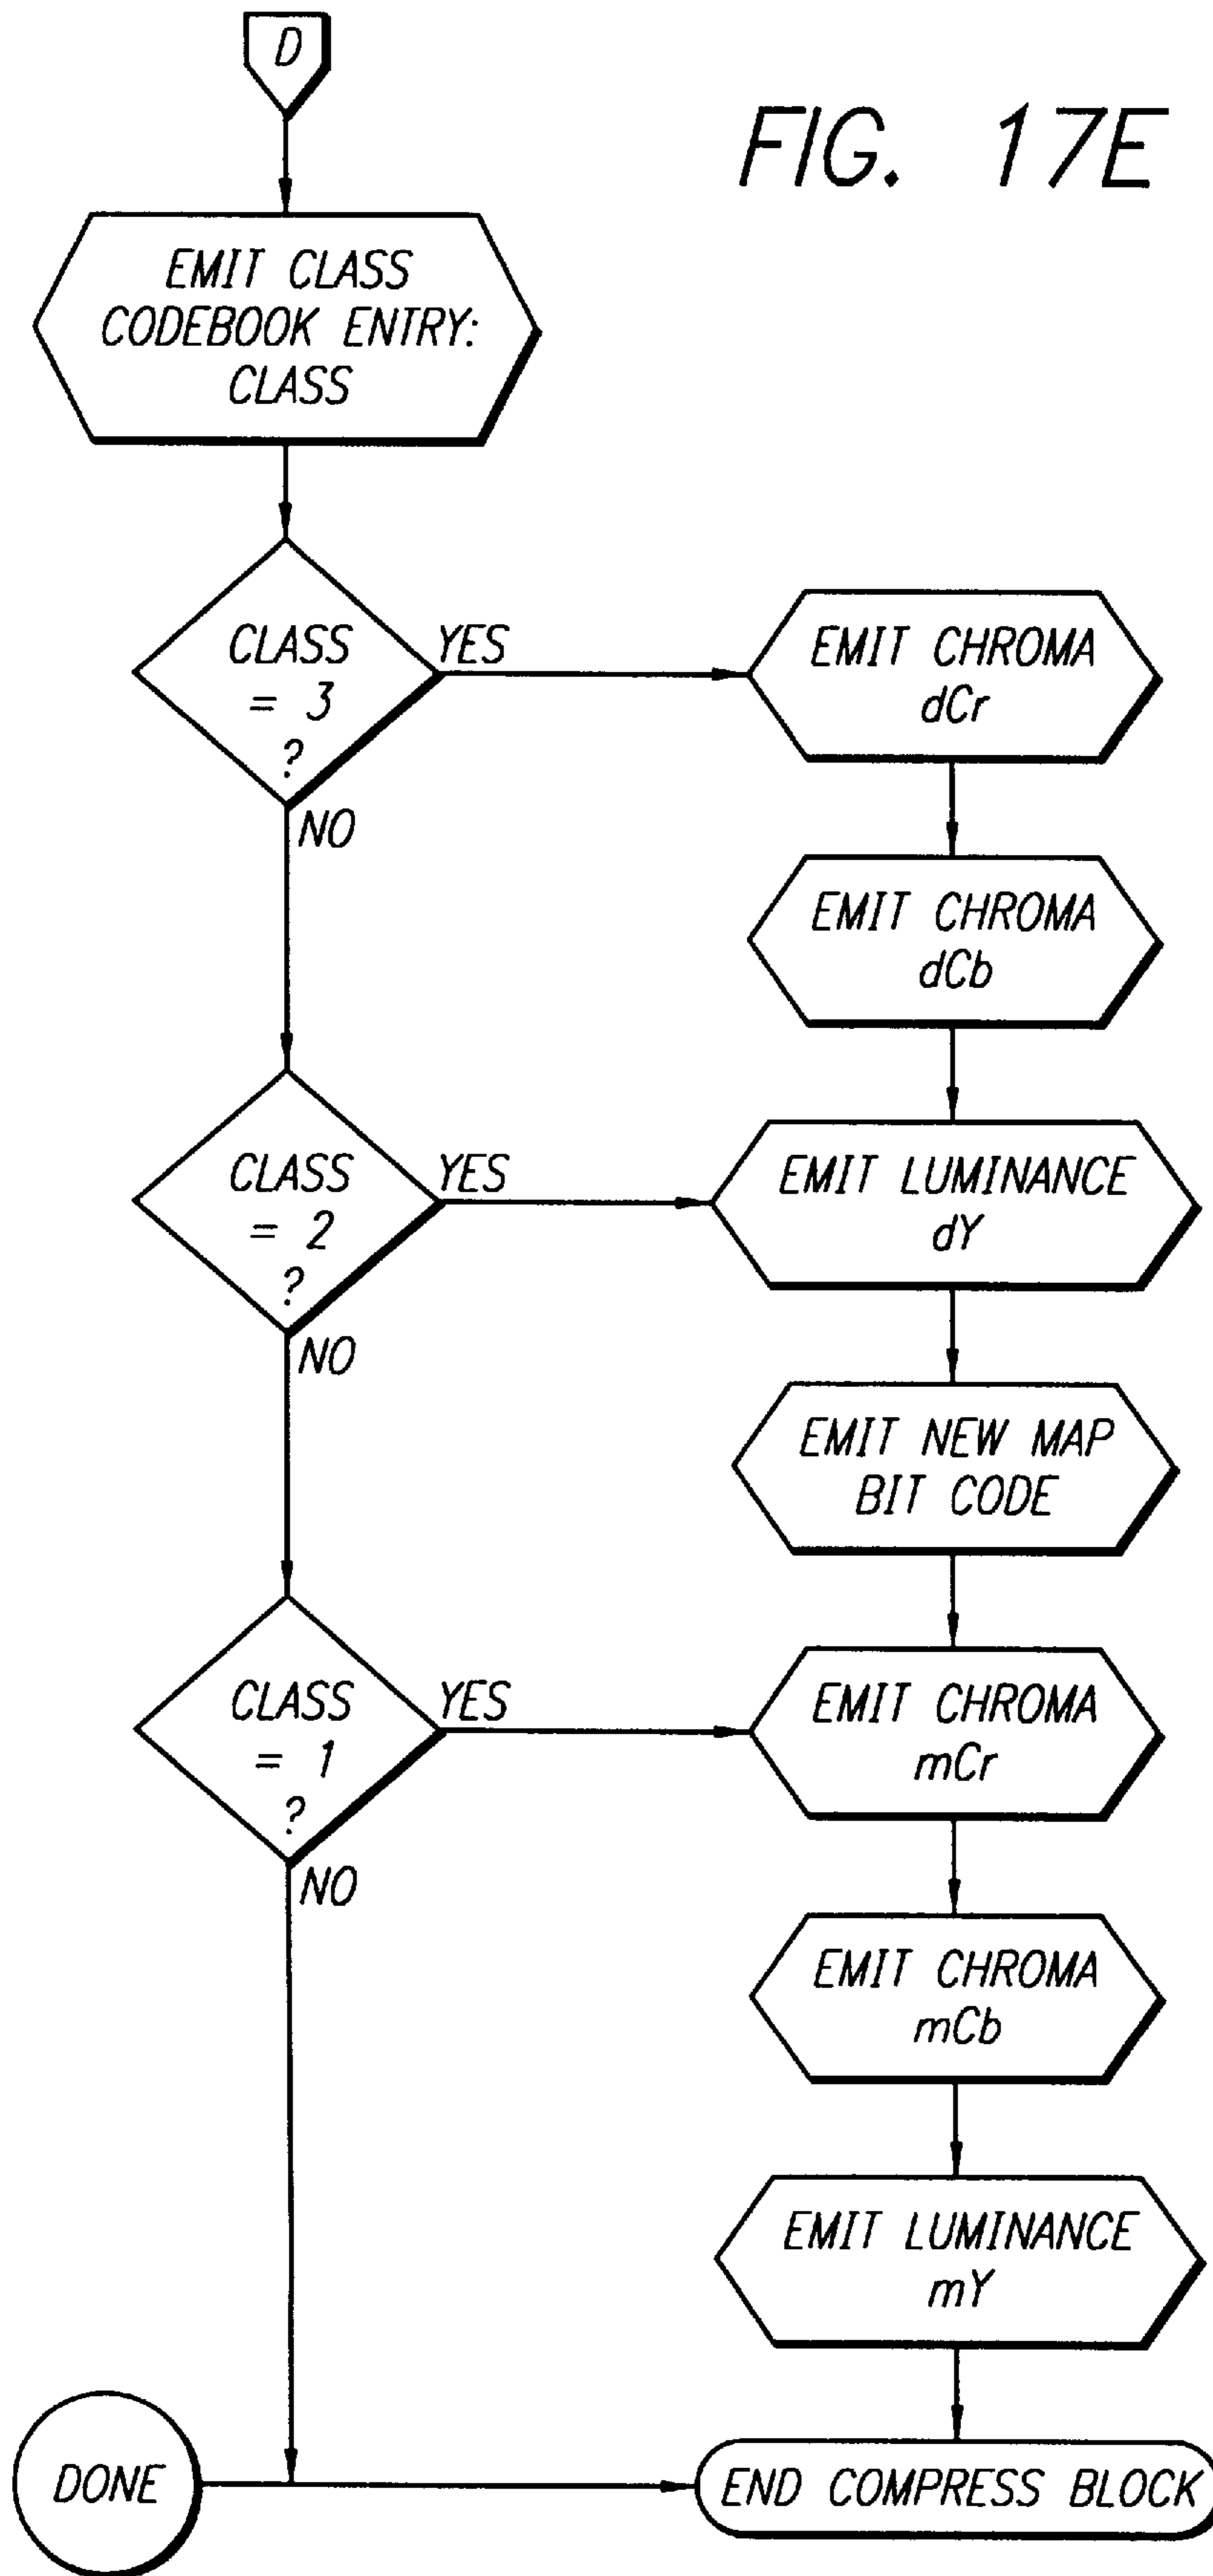 D
FIG. 17E
EMIT CLASS
CODEBOOK ENTRY:
CLASS
CLASS
= 3
?
YES
NO
EMIT CHROMA
dCr
EMIT CHROMA
dCb
CLASS
= 2
?
YES
NO
EMIT LUMINANCE
dY
EMIT NEW MAP
BIT CODE
CLASS
= 1
?
YES
NO
EMIT CHROMA
mCr
EMIT CHROMA
mCb
EMIT LUMINANCE
mY
DONE
END COMPRESS BLOCK